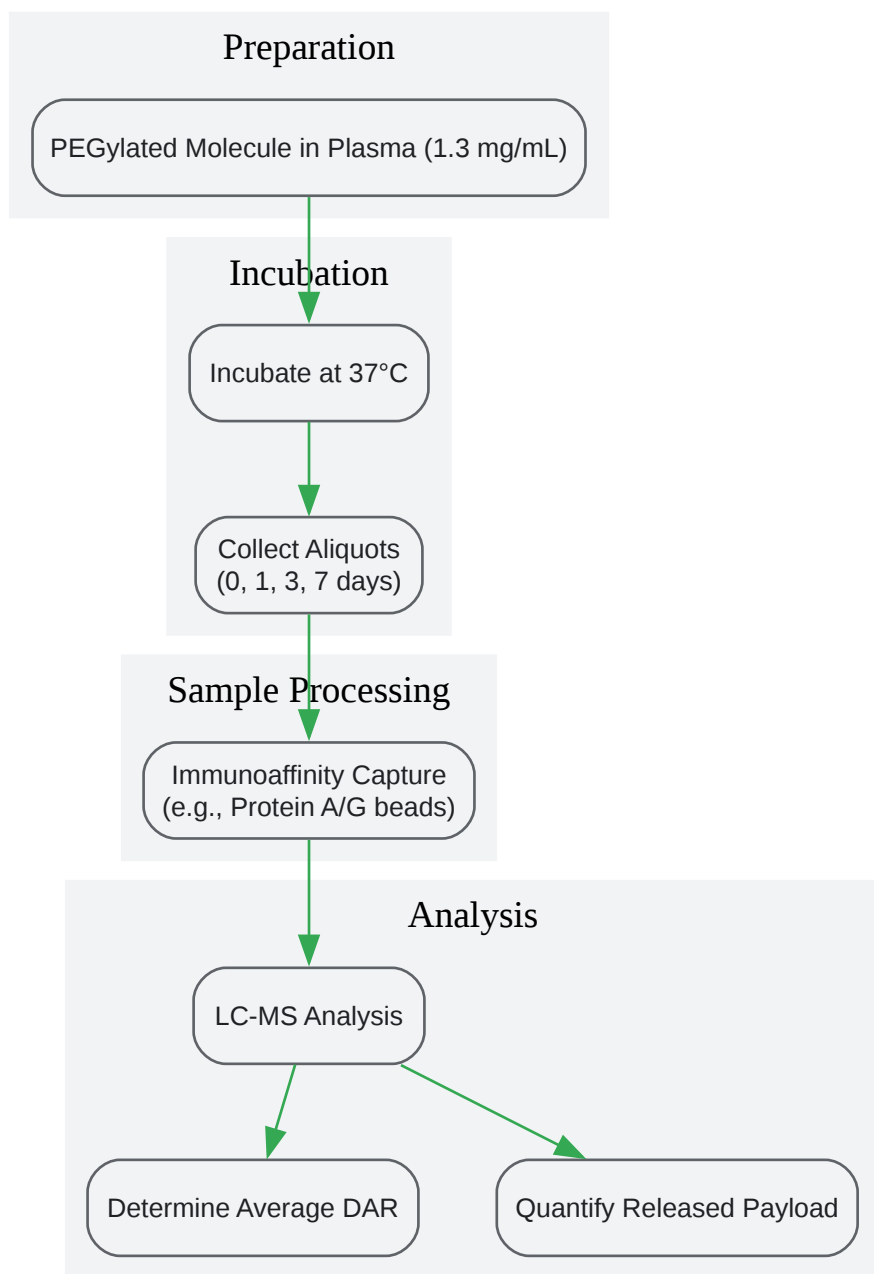 Preparation
PEGylated Molecule in Plasma (1.3 mg/mL)
Incubation
Incubate at 37°C
Collect Aliquots
(0, 1, 3, 7 days)
Sample Processing
Immunoaffinity Capture
(e.g., Protein A/G beads)
Analysis
LC-MS Analysis
Determine Average DAR
Quantify Released Payload